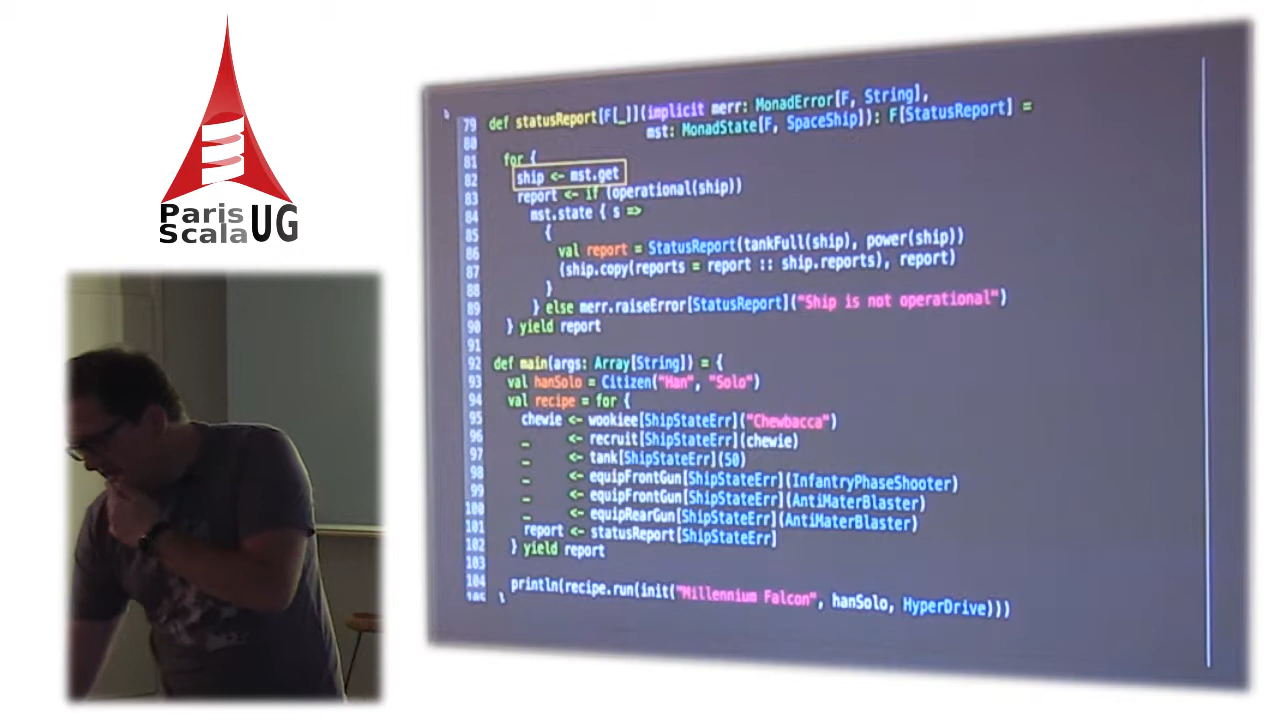 Paris
Scala UG
79 def statusReport[F[_]](implicit merr: MonadError[F, String],
80 mst: MonadState[F, SpaceShip]): F[StatusReport] =
81 for {
82 ship <- mst.get
83 report <- if (operational(ship))
84 mst.state { s =>
85 {
86 val report = StatusReport(tankFull(ship), power(ship))
87 (ship.copy(reports = report :: ship.reports), report)
88 }
89 } else merr.raiseError[StatusReport]("Ship is not operational")
90 } yield report
91
92 def main(args: Array[String]) = {
93 val hanSolo = Citizen("Han", "Solo")
94 val recipe = for {
95 chewie <- wookiee[ShipStateErr]("Chewbacca")
96 _ <- recruit[ShipStateErr](chewie)
97 _ <- tank[ShipStateErr](50)
98 _ <- equipFrontGun[ShipStateErr](InfantryPhaseShooter)
99 _ <- equipFrontGun[ShipStateErr](AntiMaterBlaster)
100 _ <- equipRearGun[ShipStateErr](AntiMaterBlaster)
101 report <- statusReport[ShipStateErr]
102 } yield report
103
104 println(recipe.run(init("Millennium Falcon", hanSolo, HyperDrive)))
105 }